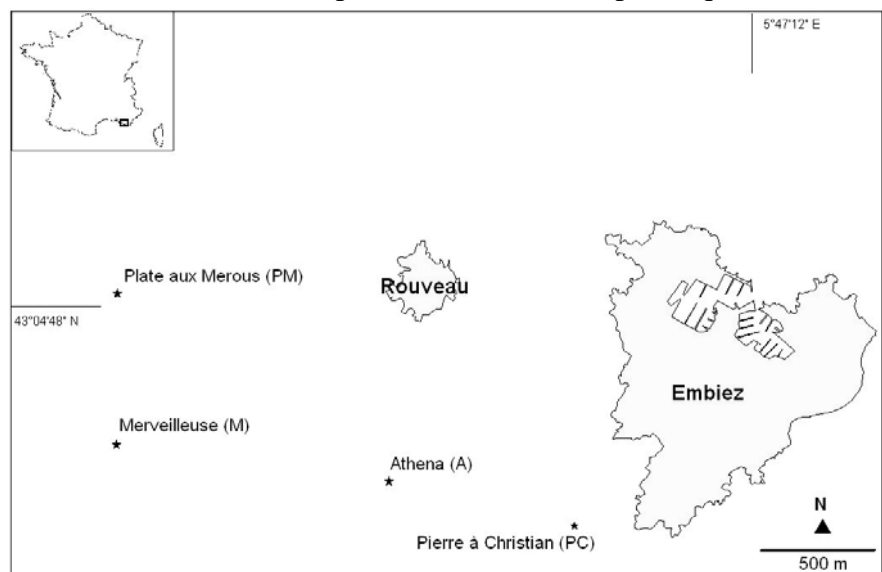 5°47'12" E
Plate aux Merous (PM)
Rouveau
43°04'48" N
Embiez
Merveilleuse (M)
Athena (A)
N
Pierre à Christian (PC)
500 m